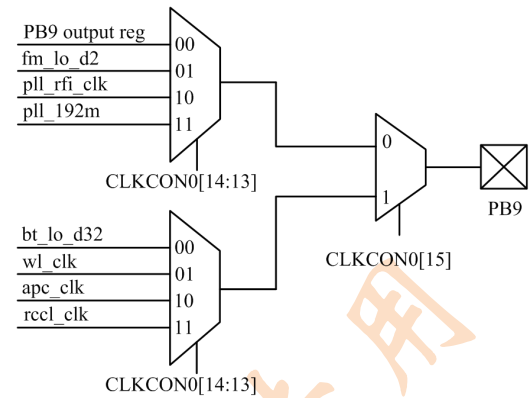 PB9 output reg
00
fm_lo_d2
01
pll_rfi_clk
10
pll_192m
11
CLKCON0[14:13]
0
1
PB9
CLKCON0[15]
bt_lo_d32
00
wl_clk
01
apc_clk
10
rccl_clk
11
CLKCON0[14:13]
用